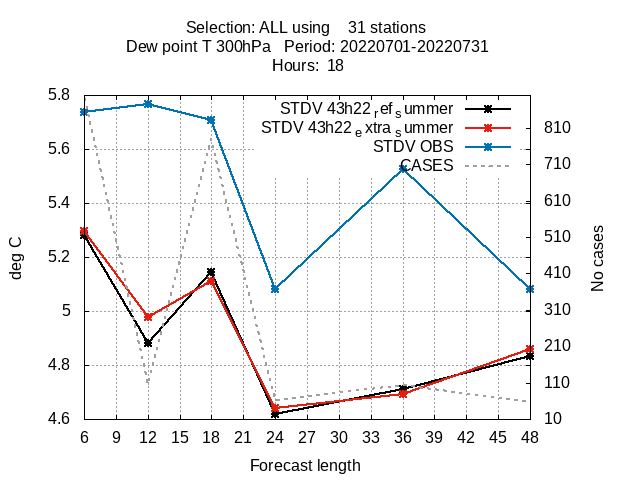 Selection: ALL using    31 stations
Dew point T 300hPa   Period: 20220701-20220731
Hours:  18
5.8
5.6
5.4
5.2
5
4.8
4.6
deg C
STDV 43h22refsummer
STDV 43h22extrasummer
STDV OBS
CASES
810
710
610
510
410
310
210
110
10
No cases
6 9 12 15 18 21 24 27 30 33 36 39 42 45 48
Forecast length